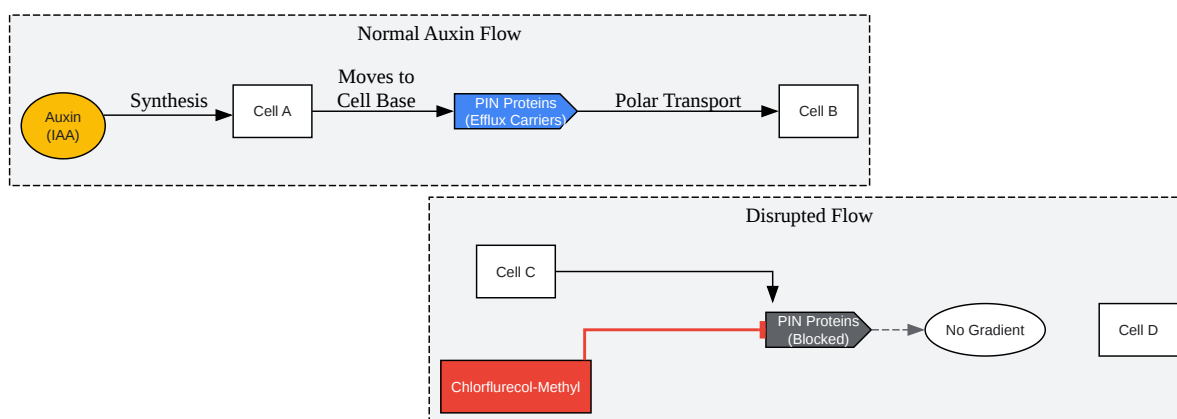 Normal Auxin Flow
Auxin
(IAA)
Synthesis
Cell A
Moves to
Cell Base
PIN Proteins
(Efflux Carriers)
Polar Transport
Cell B
Disrupted Flow
Cell C
PIN Proteins
(Blocked)
No Gradient
Cell D
Chlorflurecol-Methyl